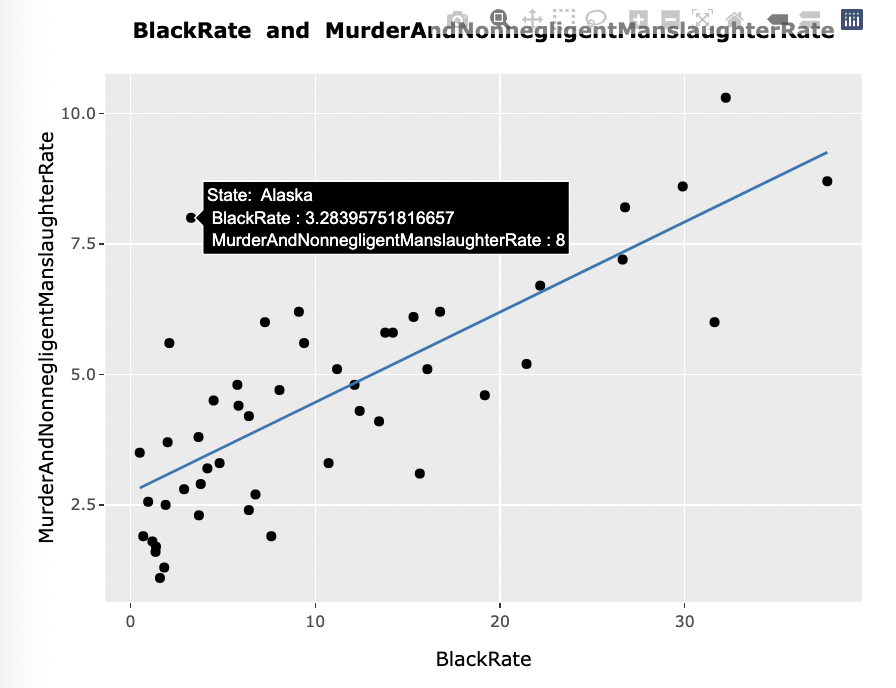 BlackRate and MurderAndNonnegligentManslaughterRate
MurderAndNonnegligentManslaughterRate
10.0
7.5
5.0
2.5
State: Alaska
BlackRate : 3.28395751816657
MurderAndNonnegligentManslaughterRate : 8
0 10 20 30
BlackRate